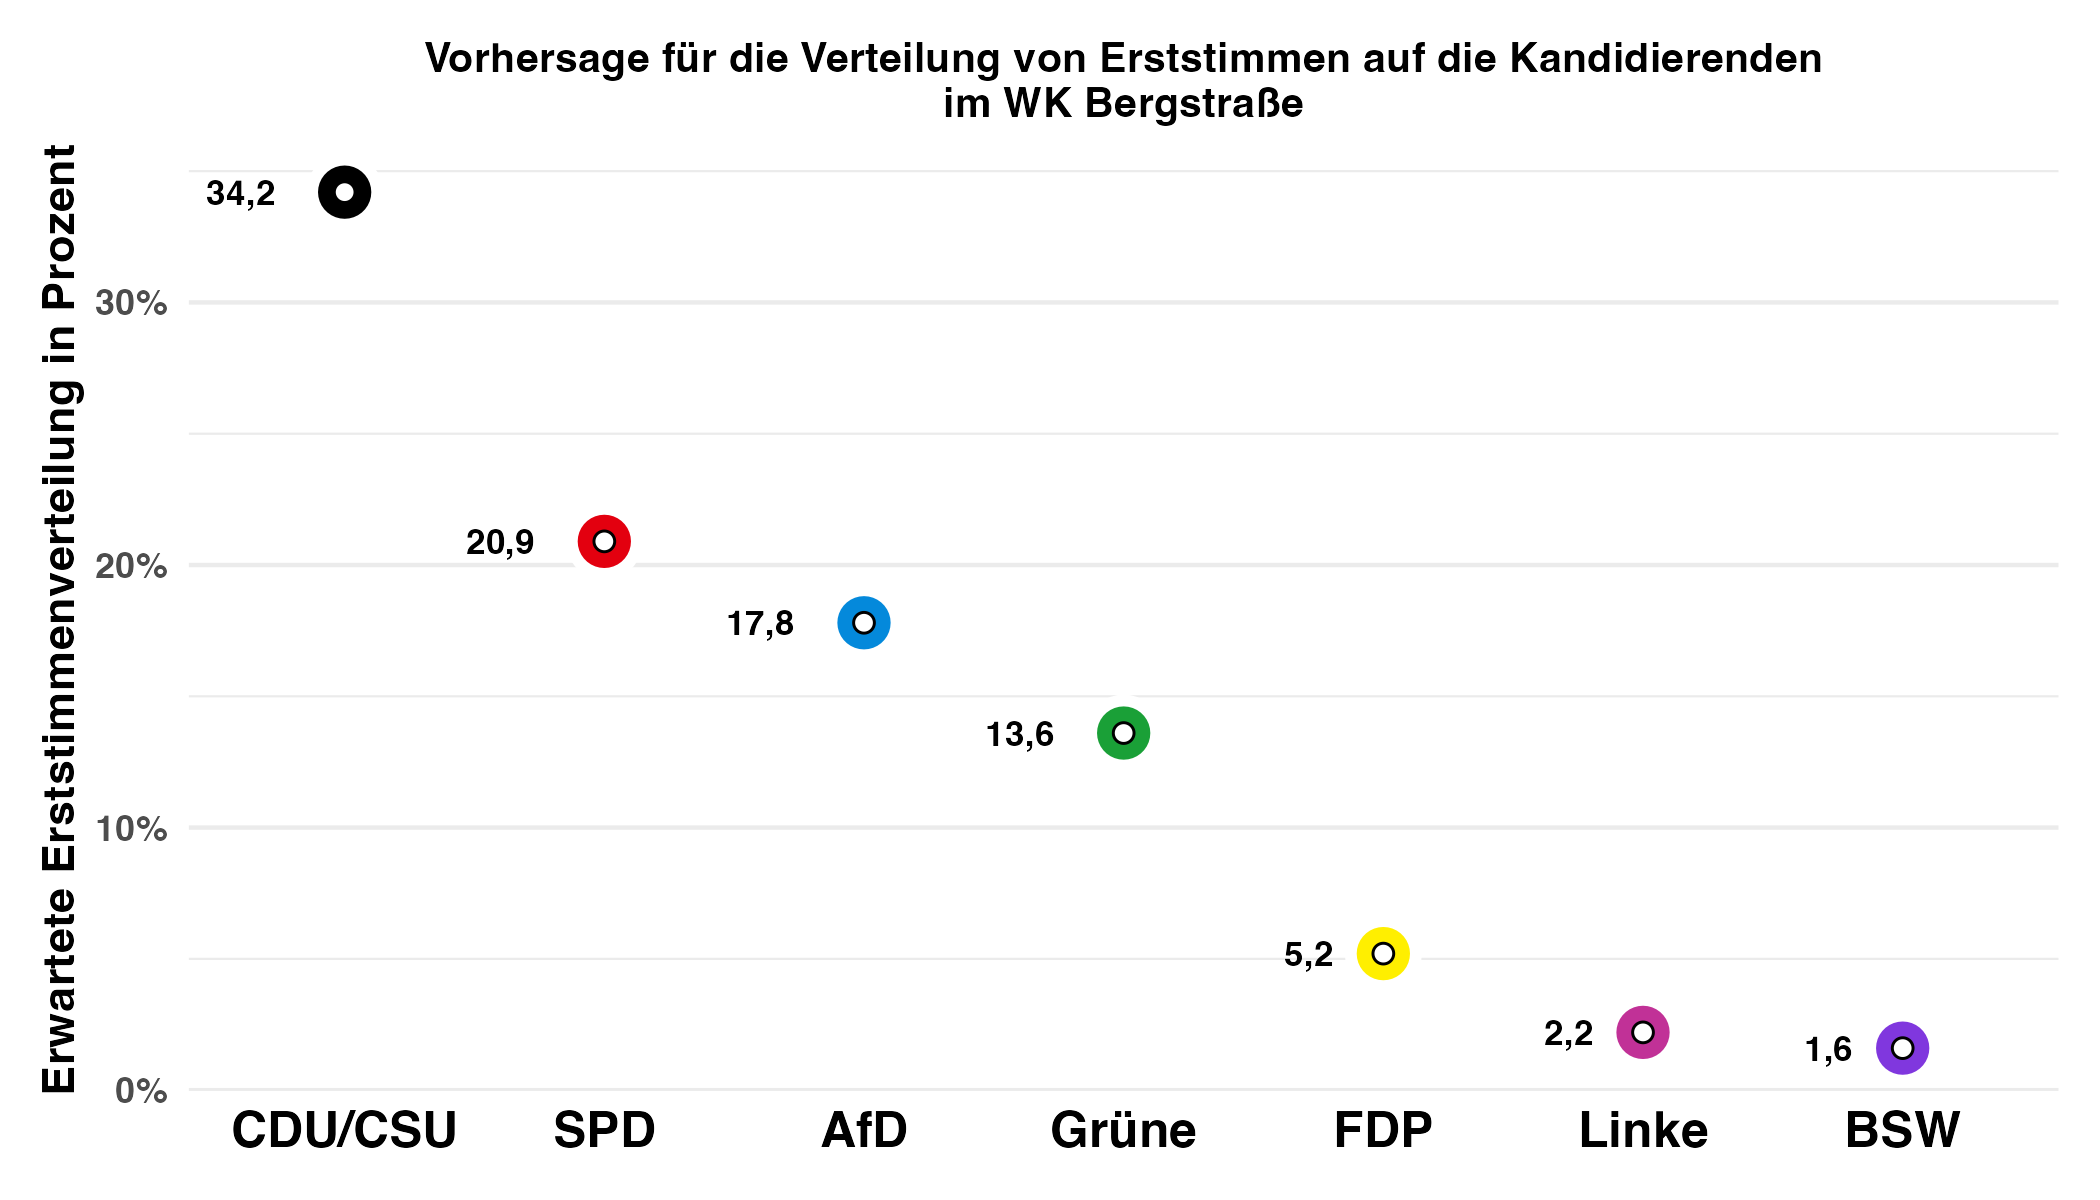 Vorhersage für die Verteilung von Erststimmen auf die Kandidierenden
im WK Bergstraße
Erwartete Erststimmenverteilung in Prozent
34,2
30%
20,9
20%
17,8
13,6
10%
5,2
2,2
1,6
0%
CDU/CSU SPD AfD Grüne FDP Linke BSW